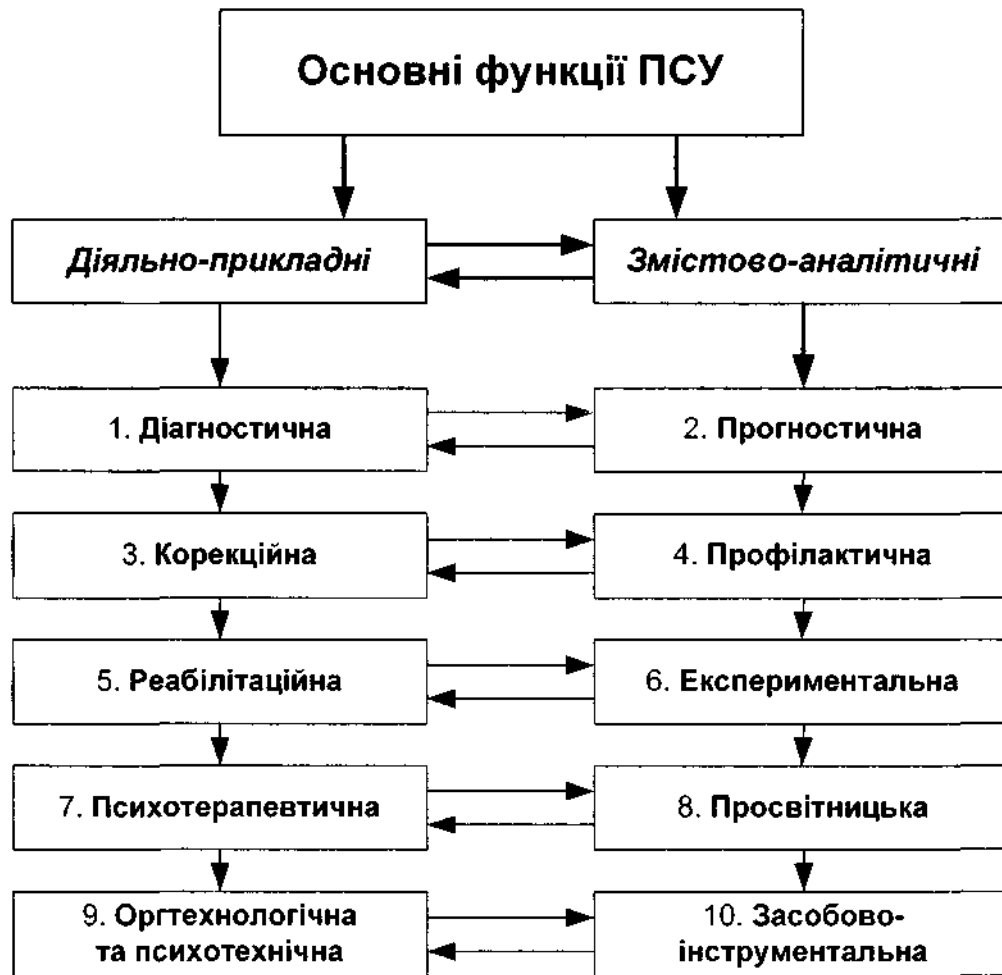 Основні функції ПСУ
Діяльно-прикладні
Змістово-аналітичні
1. Діагностична
2. Прогностична
3. Корекційна
4. Профілактична
5. Реабілітаційна
6. Експериментальна
7. Психотерапевтична
8. Просвітницька
9. Оргтехнологічна
та психотехнічна
10. Засобово-
інструментальна